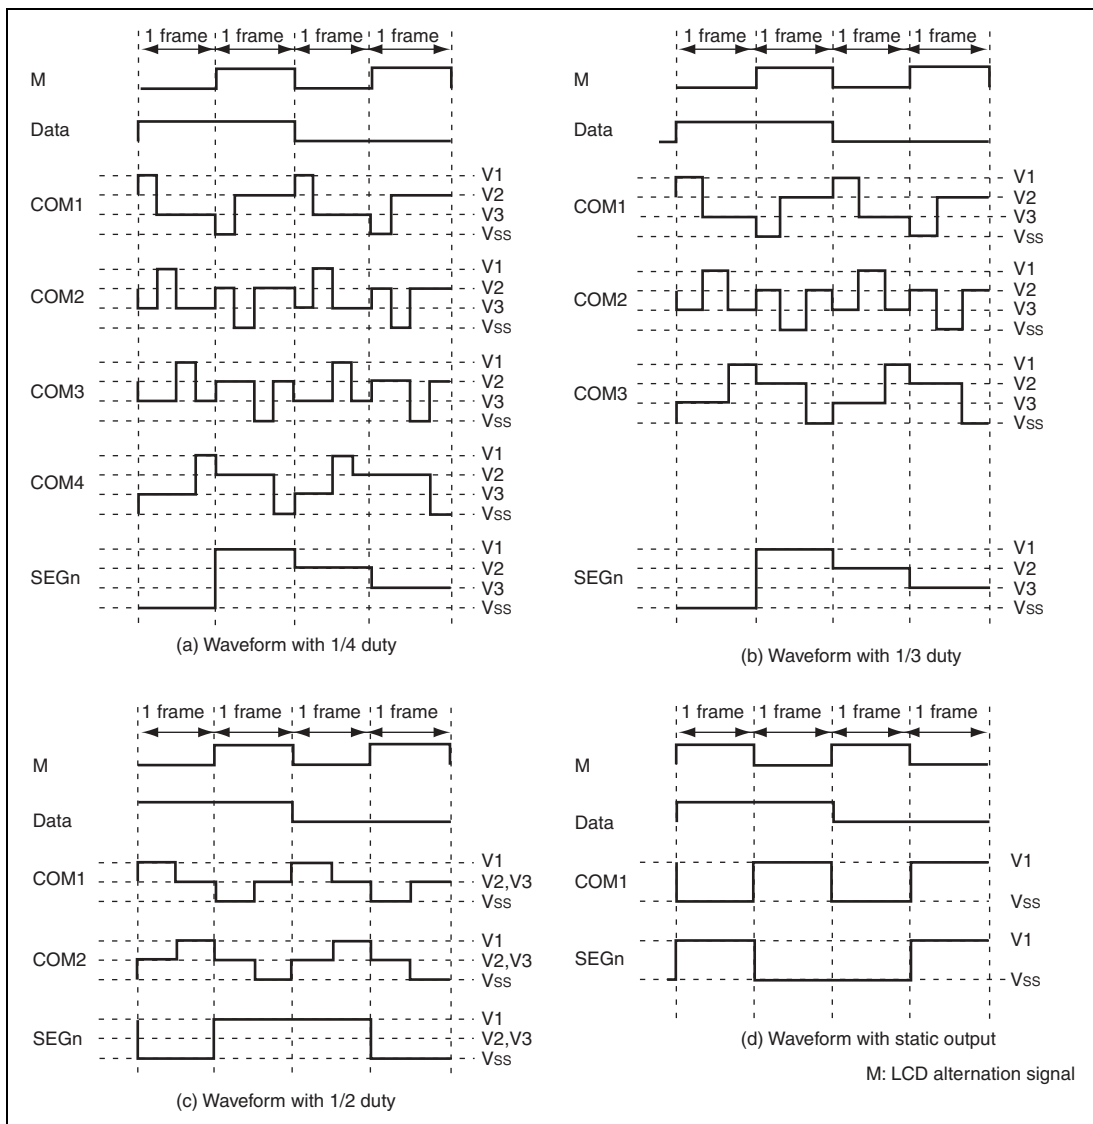 1 frame 1 frame 1 frame 1 frame
M
Data
COM1
V1
V2
V3
VSS
COM2
V1
V2
V3
VSS
COM3
V1
V2
V3
VSS
COM4
V1
V2
V3
VSS
SEGn
V1
V2
V3
VSS
(a) Waveform with 1/4 duty
1 frame 1 frame 1 frame 1 frame
M
Data
COM1
V1
V2
V3
VSS
COM2
V1
V2
V3
VSS
COM3
V1
V2
V3
VSS
SEGn
V1
V2
V3
VSS
(b) Waveform with 1/3 duty
1 frame 1 frame 1 frame 1 frame
M
Data
COM1
V1
V2,V3
VSS
COM2
V1
V2,V3
VSS
SEGn
V1
V2,V3
VSS
(c) Waveform with 1/2 duty
1 frame 1 frame 1 frame 1 frame
M
Data
COM1
V1
VSS
SEGn
V1
VSS
(d) Waveform with static output
M: LCD alternation signal